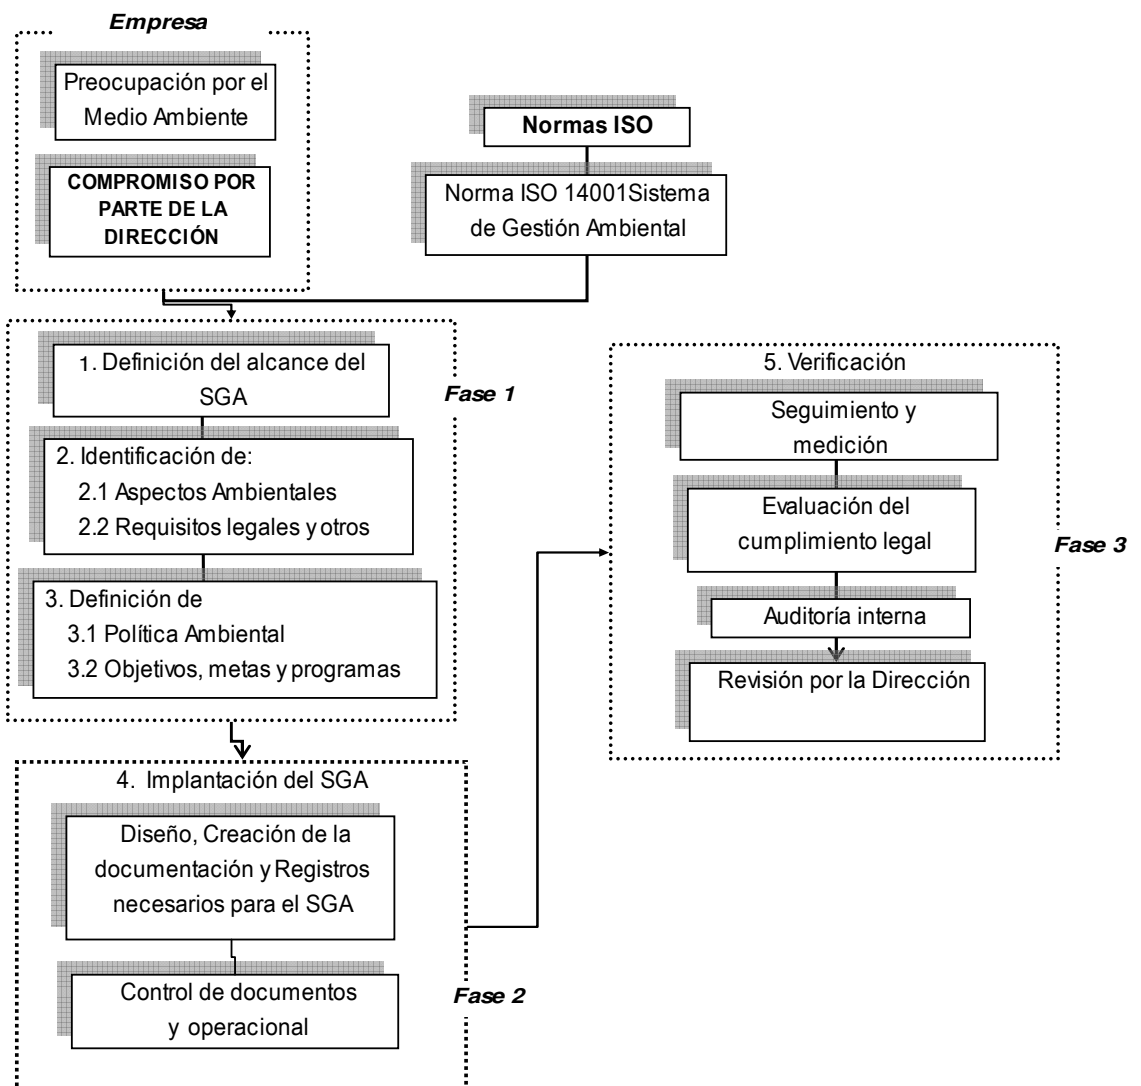 Empresa
Preocupación por el
Medio Ambiente
COMPROMISO POR
PARTE DE LA
DIRECCIÓN
Normas ISO
Norma ISO 14001Sistema
de Gestión Ambiental
1. Definición del alcance del
SGA
Fase 1
2. Identificación de:
2.1 Aspectos Ambientales
2.2 Requisitos legales y otros
3. Definición de
3.1 Política Ambiental
3.2 Objetivos, metas y programas
4. Implantación del SGA
Diseño, Creación de la
documentación y Registros
necesarios para el SGA
Control de documentos
y operacional
Fase 2
5. Verificación
Seguimiento y
medición
Evaluación del
cumplimiento legal
Fase 3
Auditoría interna
Revisión por la Dirección